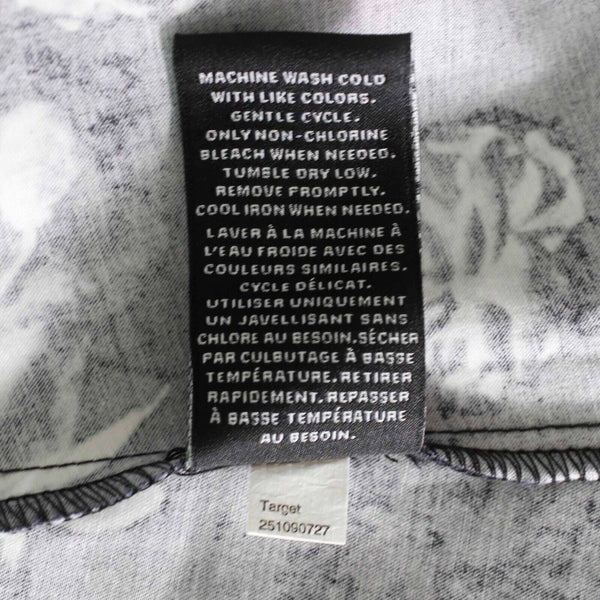 MACHINE WASH COLD
WITH LIKE COLORS.
GENTLE CYCLE.
ONLY NON-CHLORINE
BLEACH WHEN NEEDED.
TUMBLE DRY LOW.
REMOVE PROMPTLY.
COOL IRON WHEN NEEDED.
LAVER À LA MACHINE À
L'EAU FROIDE AVEC DES
COULEURS SIMILAIRES.
CYCLE DÉLICAT.
UTILISER UNIQUEMENT
UN JAVELLISANT SANS
CHLORE AU BESOIN.SÉCHER
PAR CULBUTAGE À BASSE
TEMPÉRATURE.RETIRER
RAPIDEMENT. REPASSER
À BASSE TEMPÉRATURE
AU BESOIN.
Target
251090727